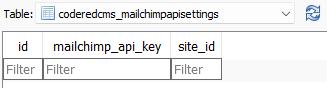 Table: coderedcms_mailchimpapisettings
id mailchimp_api_key site_id
Filter Filter Filter